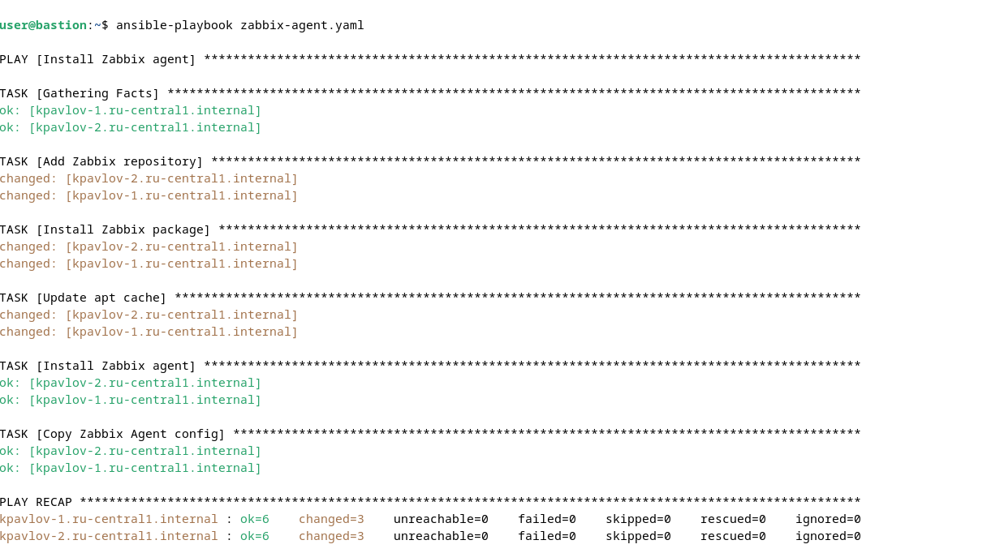 user@bastion:~$ ansible-playbook zabbix-agent.yaml
PLAY [Install Zabbix agent] ******************************************************************************************
TASK [Gathering Facts] ***********************************************************************************************
ok: [kpavlov-1.ru-central1.internal]
ok: [kpavlov-2.ru-central1.internal]
TASK [Add Zabbix repository] *****************************************************************************************
changed: [kpavlov-2.ru-central1.internal]
changed: [kpavlov-1.ru-central1.internal]
TASK [Install Zabbix package] ****************************************************************************************
changed: [kpavlov-2.ru-central1.internal]
changed: [kpavlov-1.ru-central1.internal]
TASK [Update apt cache] **********************************************************************************************
changed: [kpavlov-2.ru-central1.internal]
changed: [kpavlov-1.ru-central1.internal]
TASK [Install Zabbix agent] ******************************************************************************************
ok: [kpavlov-2.ru-central1.internal]
ok: [kpavlov-1.ru-central1.internal]
TASK [Copy Zabbix Agent config] **************************************************************************************
ok: [kpavlov-2.ru-central1.internal]
ok: [kpavlov-1.ru-central1.internal]
PLAY RECAP ***********************************************************************************************************
kpavlov-1.ru-central1.internal : ok=6    changed=3    unreachable=0    failed=0    skipped=0    rescued=0    ignored=0
kpavlov-2.ru-central1.internal : ok=6    changed=3    unreachable=0    failed=0    skipped=0    rescued=0    ignored=0